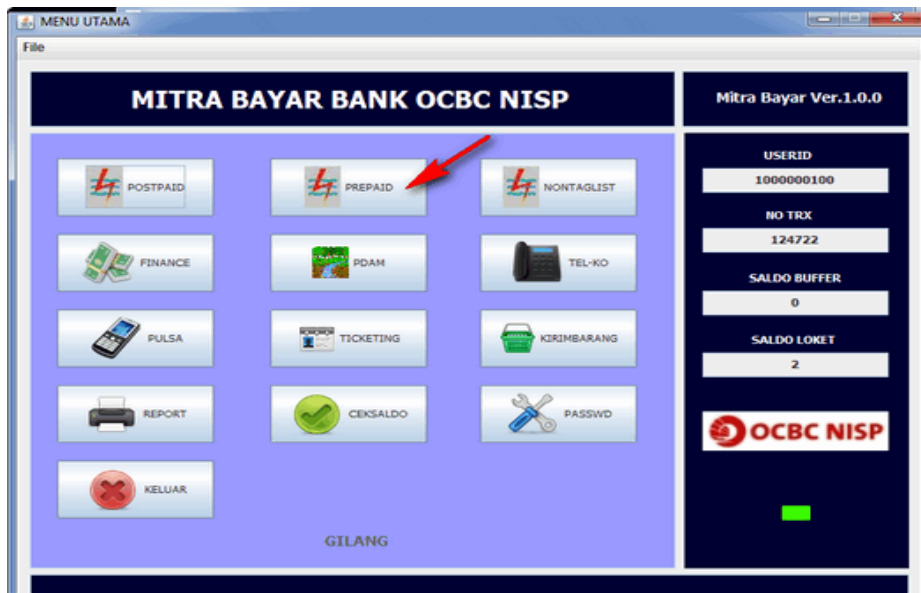 MENU UTAMA
File
MITRA BAYAR BANK OCBC NISP
Mitra Bayar Ver.1.0.0
POSTPAID
PREPAID
NONTAGLIST
FINANCE
PDAM
TEL-KO
PULSA
TICKETING
KIRIMBARANG
REPORT
CEKSALDO
PASSWD
KELUAR
GILANG
USERID
1000000100
NO TRX
124722
SALDO BUFFER
0
SALDO LOKET
2
OCBC NISP